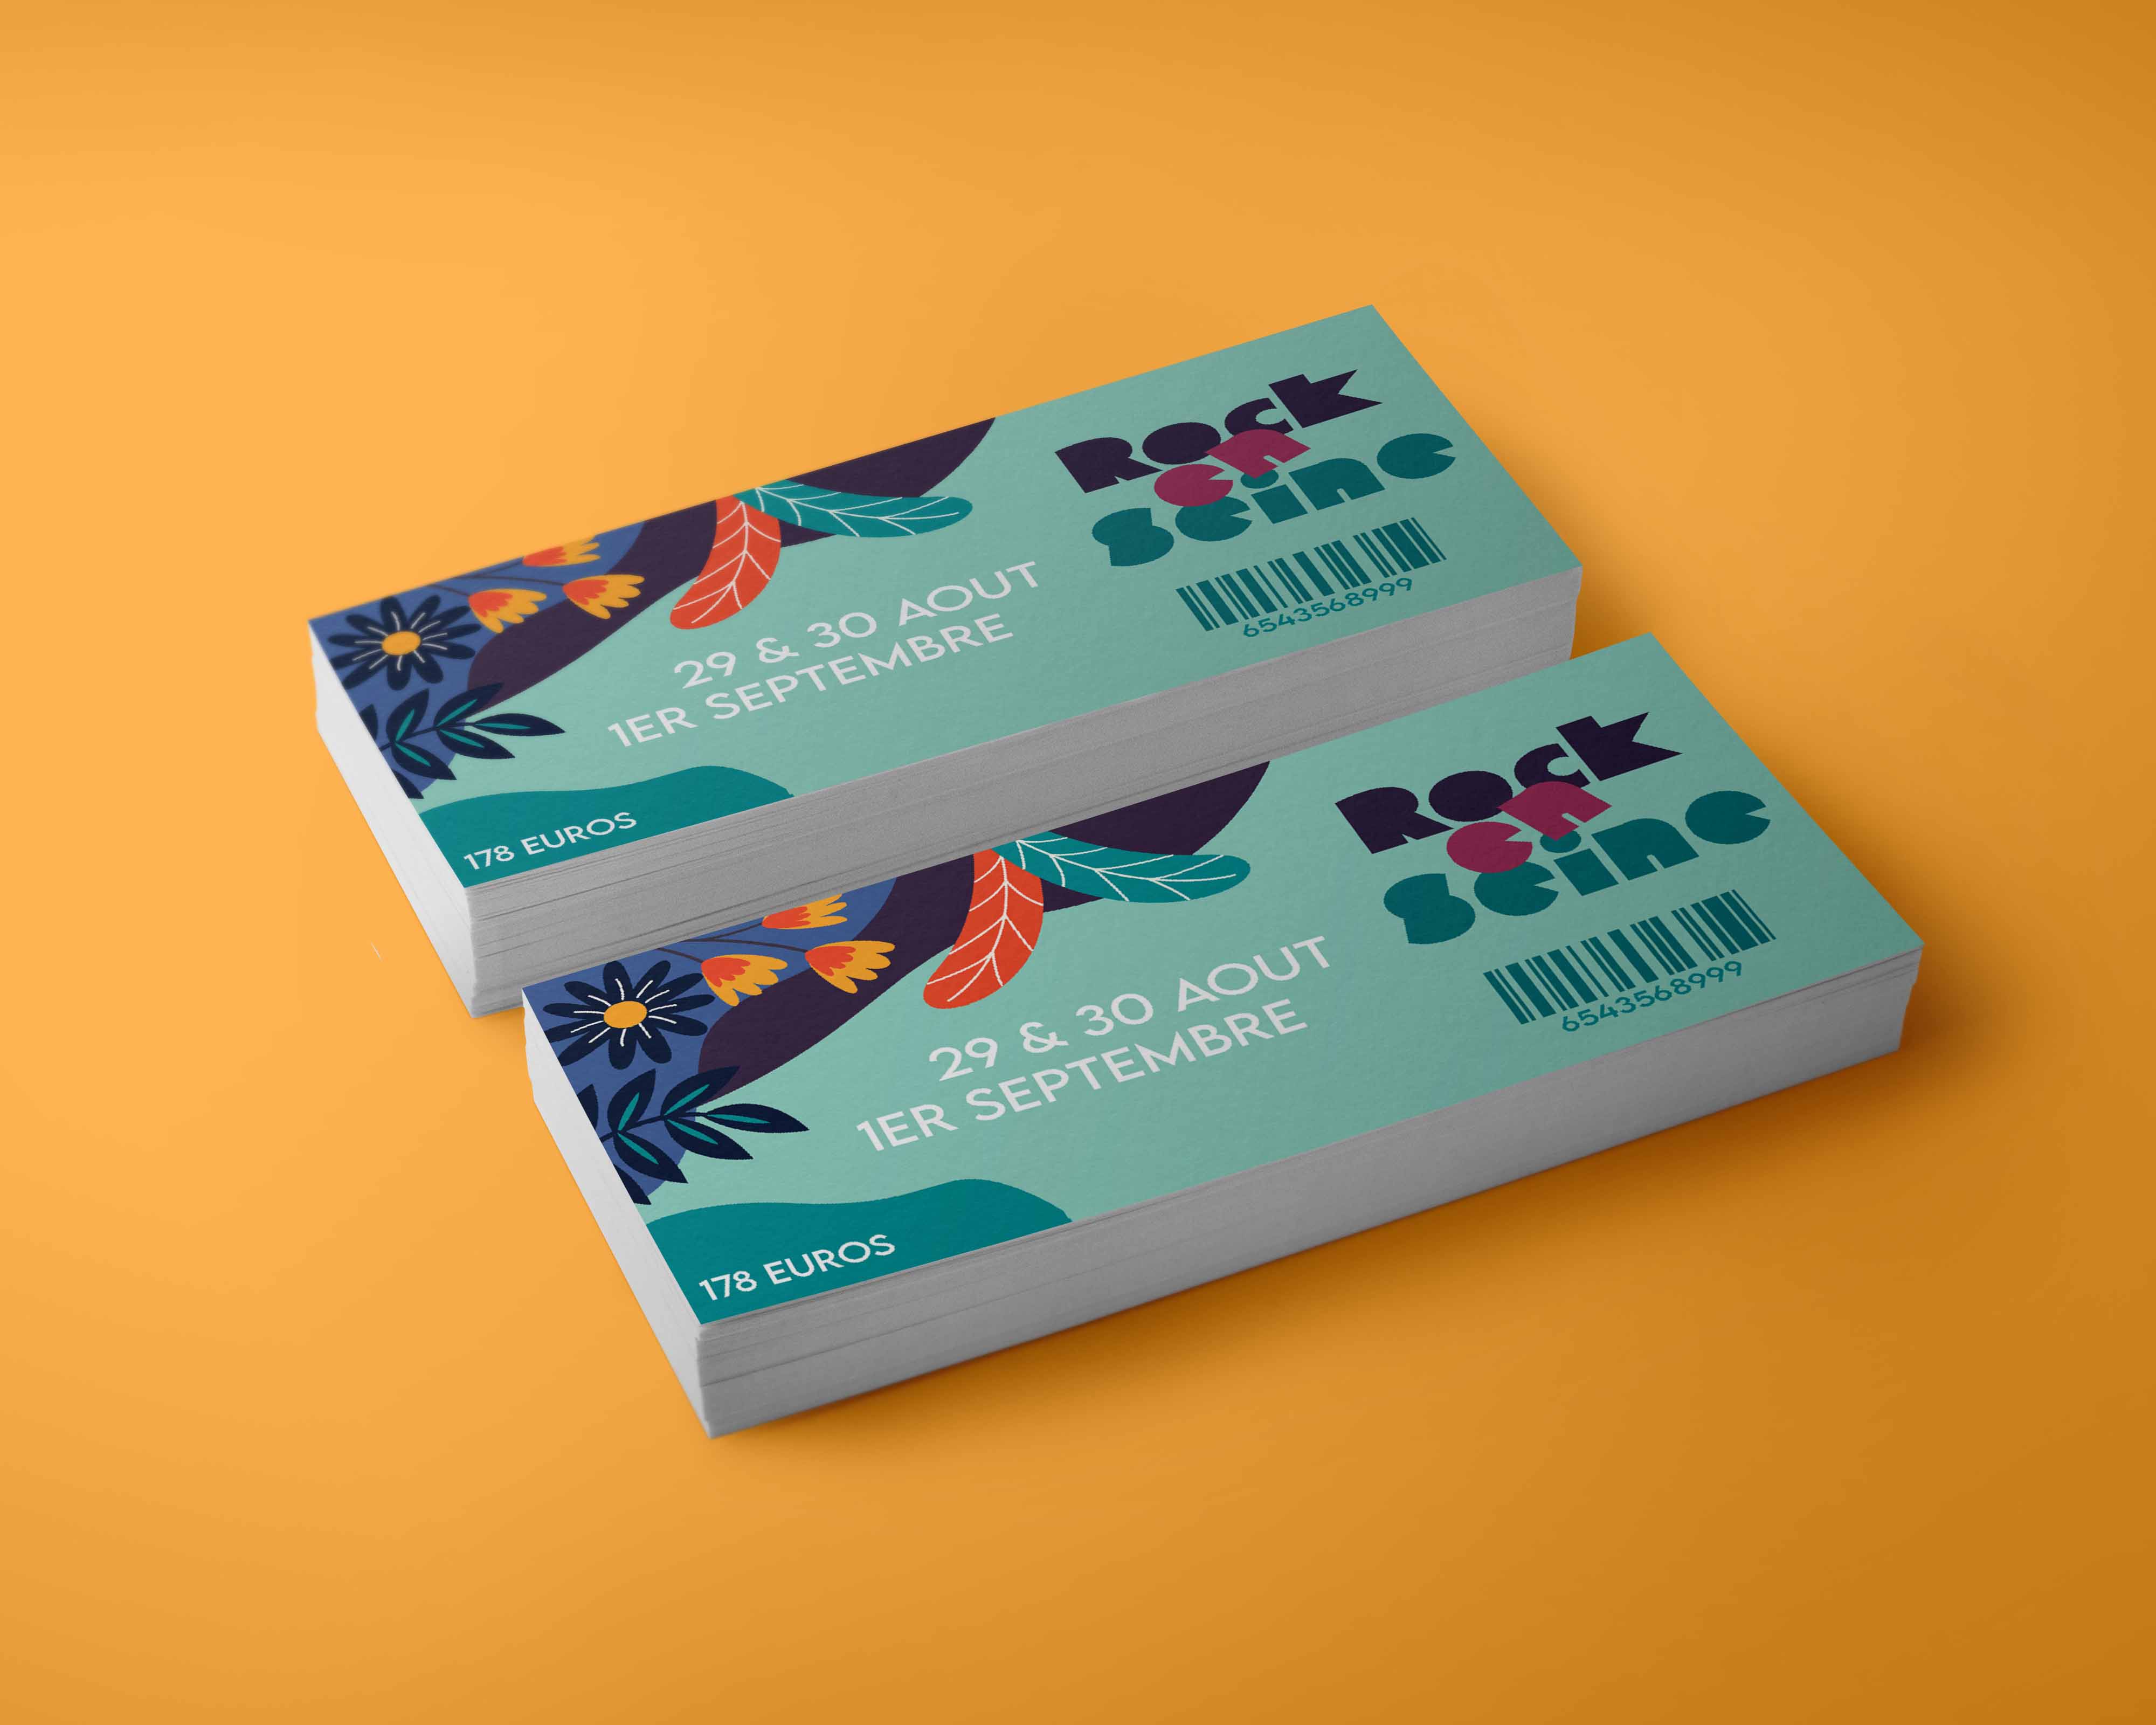 Rock
en
Seine
6543568999
29 & 30 AOUT
1ER SEPTEMBRE
178 EUROS
Rock
en
Seine
6543568999
29 & 30 AOUT
1ER SEPTEMBRE
178 EUROS